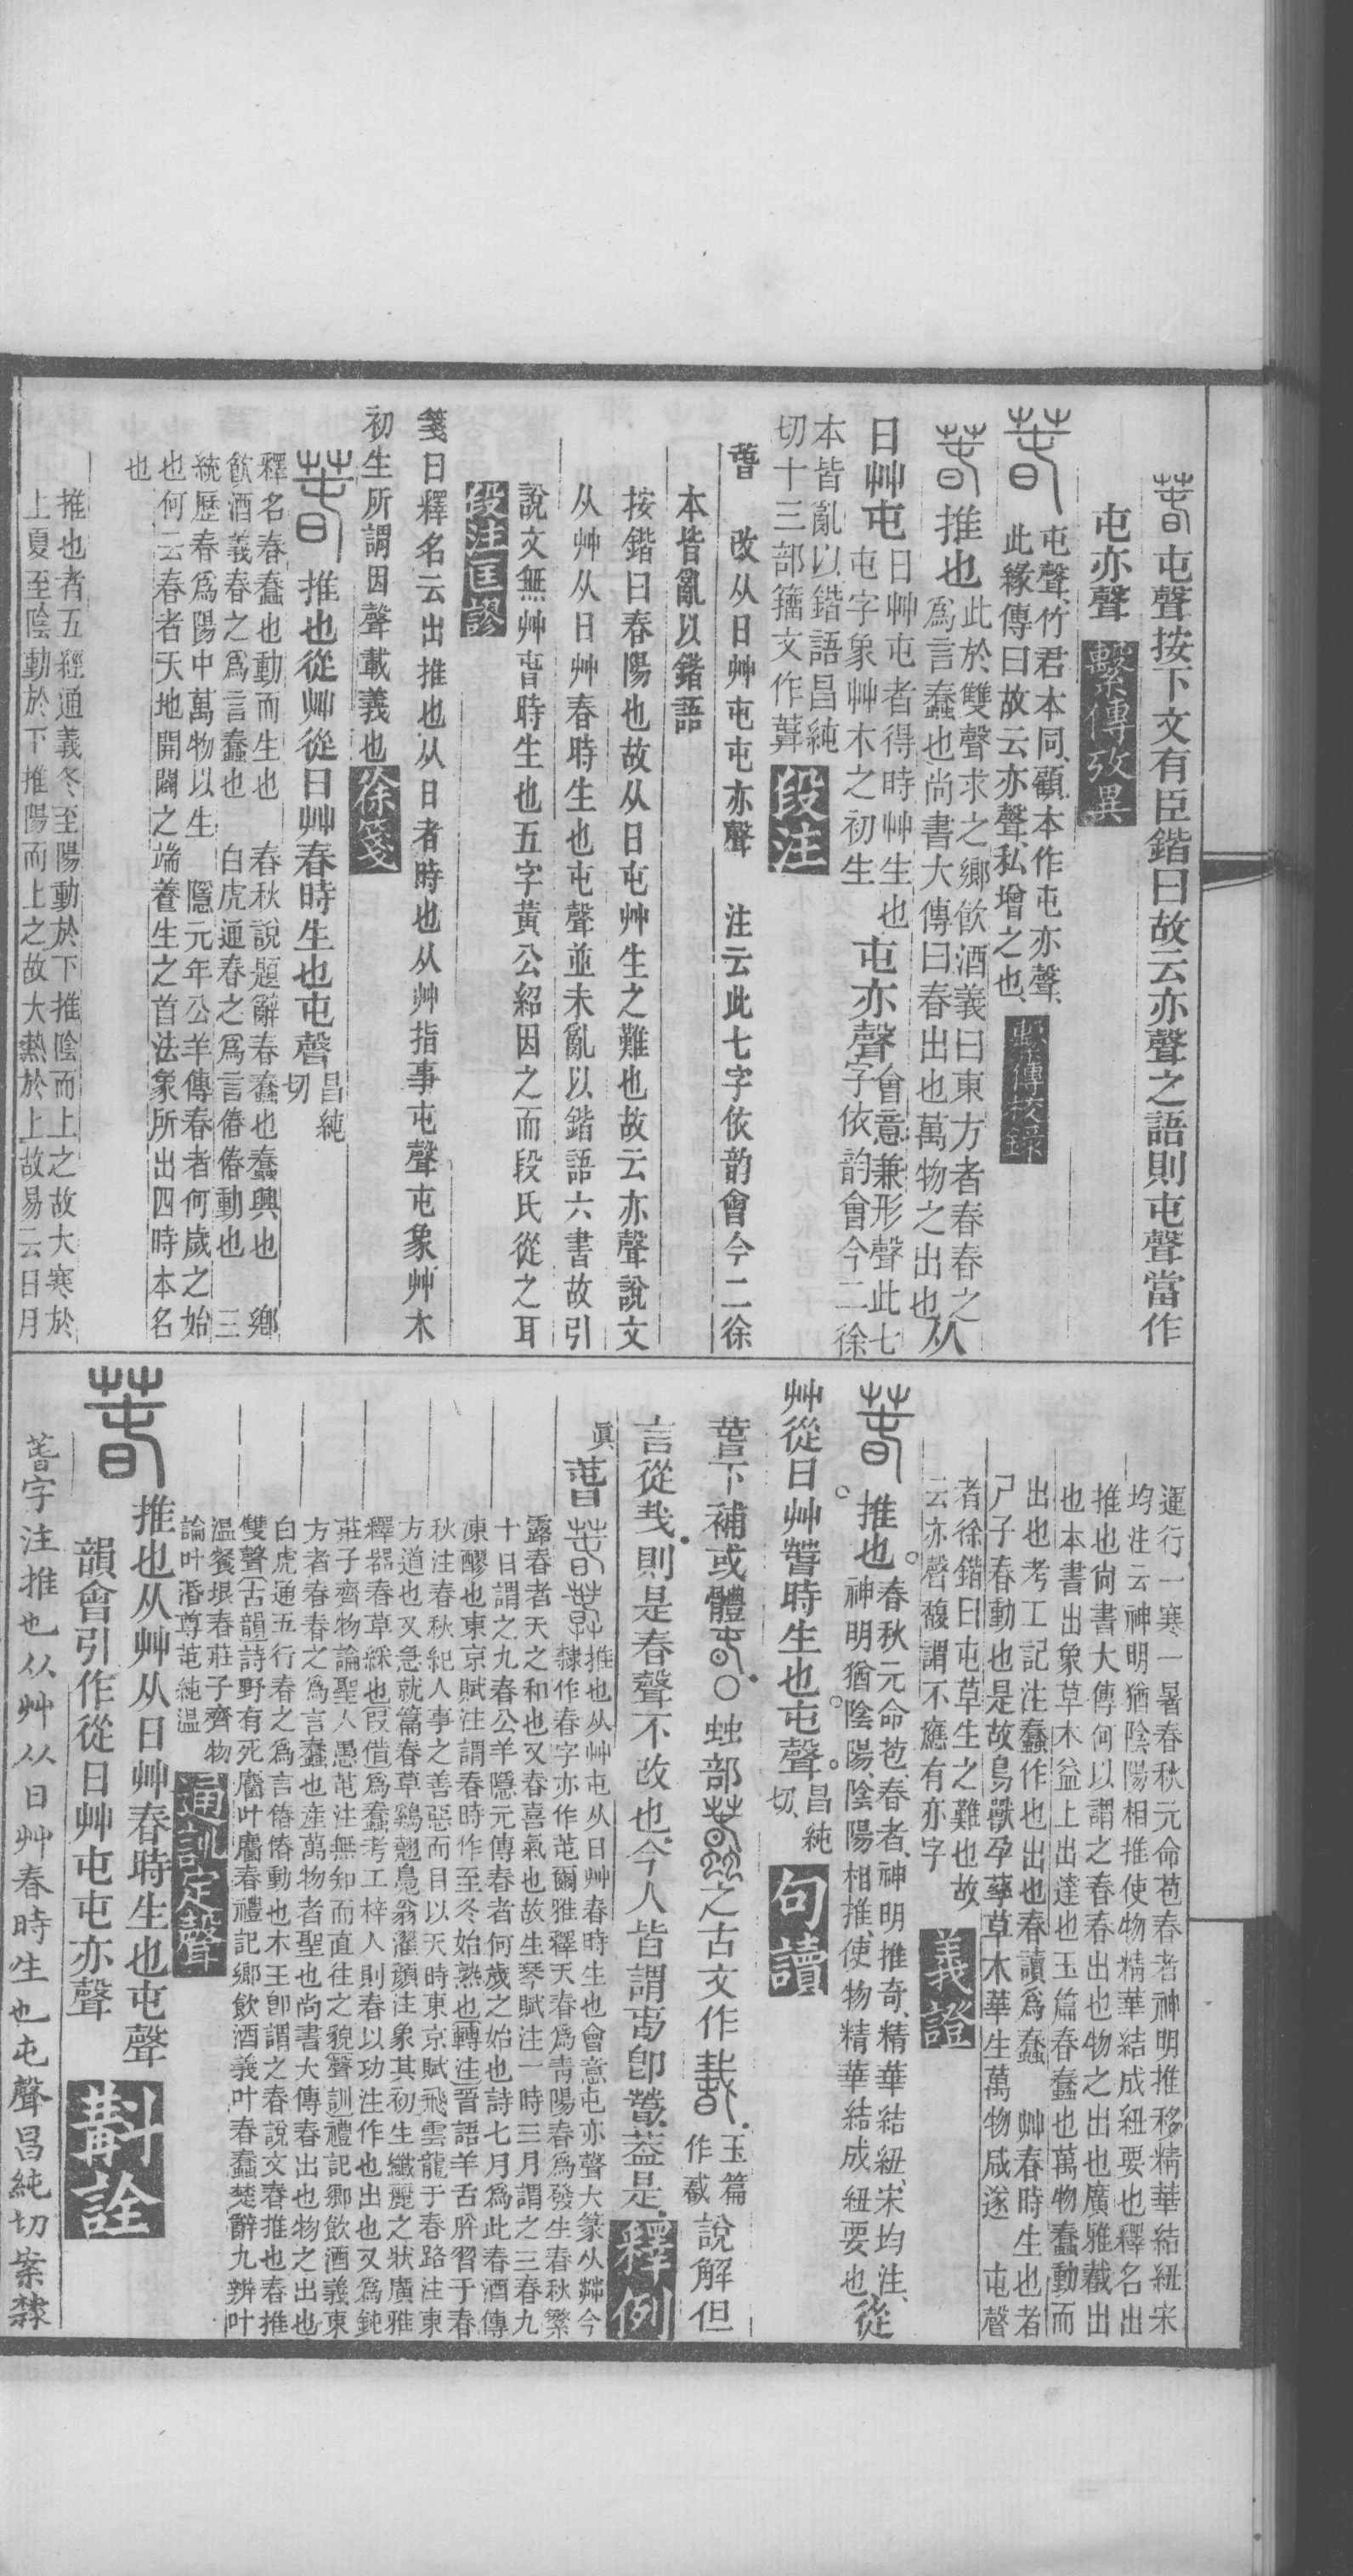 萅屯聲按下文有臣鍇曰故云亦聲之語則屯聲當作
屯亦聲 繫傳攷異
萅 屯聲竹君本同顧本作屯亦聲
此緣傳曰故云亦聲私增之也 繫傳校錄
萅推也 此於雙聲求之鄉飲酒義曰東方者春春之
爲言蠢也尚書大傳曰春出也萬物之出也 从
日艸屯 日艸屯者得時艸生也
屯字象艸木之初生 屯亦聲 會意兼形聲此七
字依韵會今二徐
本皆亂以鍇語昌純
切十三部籒文作 段注
萅 改从日艸屯屯亦聲 注云此七字依韵會今二徐
本皆亂以鍇語
按鍇曰春陽也故从日屯艸生之難也故云亦聲說文
从艸从日艸春時生也屯聲並未亂以鍇語六書故引
說文無艸萅時生也五字黃公紹因之而段氏從之耳
段注匡謬
箋曰釋名云出推也从日者時也从艸指事屯聲屯象艸木
初生所謂因聲載義也 徐箋
萅 推也從艸從日艸春時生也屯聲 昌純
切
釋名春蠢也動而生也 春秋說題辭春蠢也蠢興也 鄉
飲酒義春之爲言蠢也 白虎通春之爲言偆偆動也 三
統歷春爲陽中萬物以生 隱元年公羊傳春者何歲之始
也何云春者天地開闢之端養生之首法象所出四時本名
也
推也者五經通義冬至陽動於下推陰而上之故大寒於
上夏至陰動於下推陽而上之故大熱於上故易云日月
運行一寒一暑春秋元命苞春者神明推移精華結紐宋
均注云神明猶陰陽相推使物精華結成紐要也釋名出
推也尚書大傳何以謂之春春出也物之出也廣雅截出
也本書出象草木益上出達也玉篇春蠢也萬物蠢動而
出也考工記注蠢作也出也春讀爲蠢 艸春時生也者
尸子春動也是故鳥獸孕孳草木華生萬物咸遂 屯聲
者徐鍇曰屯草生之難也故
云亦聲馥謂不應有亦字 義證
萅 推也 春秋元命苞春者神明推奇精華結紐宋均注
神明猶陰陽陰陽相推使物精華結成紐要也 從
艸從日艸萅時生也屯聲 昌純
切 句讀
萅下補或體 〇䖵部 之古文作 玉篇
作 說解但
言從 則是春聲不改也今人皆謂 卽 葢是 釋例
眞 萅 推也从艸屯从日艸春時生也會意屯亦聲大篆从茻今
隸作春字亦作芚爾雅釋天春爲靑陽春爲發生春秋繁
露春者天之和也又春喜氣也故生琴賦注一時三月謂之三春九
十日謂之九春公羊隱元傳春者何歲之始也詩七月爲此春酒傳
凍醪也東京賦注謂春時作至冬始熟也轉注晉語羊舌肸習于春
秋注春秋紀人事之善惡而目以天時東京賦飛雲龍于春路注東
方道也又急就篇春草鷄翹鳧翁濯顏注象其初生纖麗之狀廣雅
釋器春草綵也叚借爲蠢考工梓人則春以功注作也出也又爲鈍
莊子齊物論聖人愚芚注無知而直往之貌聲訓禮記鄉飲酒義東
方者春春之爲言蠢也產萬物者聖也尚書大傳春出也物之出也
白虎通五行春之爲言偆偆動也木王卽謂之春說文春推也春推
雙聲古韻詩野有死麕叶麕春禮記鄉飲酒義叶春蠢楚辭九辨叶
溫餐垠春莊子齊物
論叶湣尊芚純溫 通訓定聲
萅 推也从艸从日艸春時生也屯聲
韻會引作從日艸屯屯亦聲 斠詮
萅字注推也从艸从日艸春時生也屯聲昌純切案隸